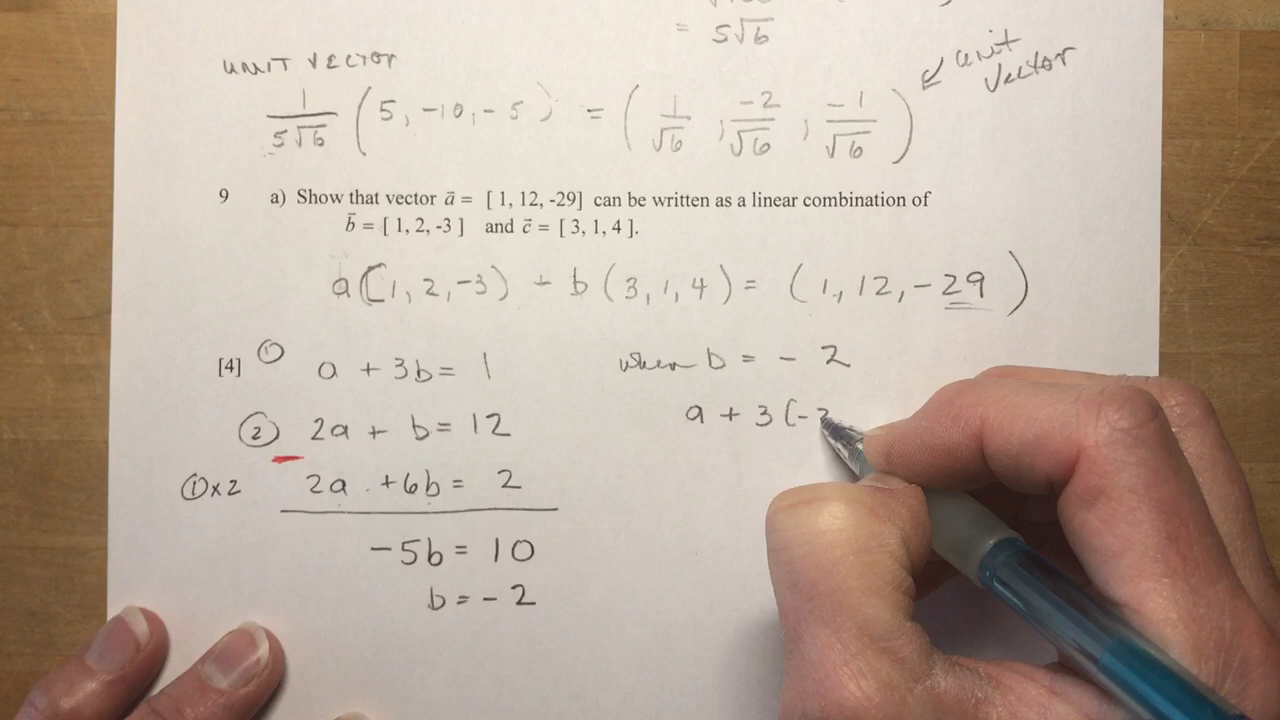 = 5√6
UNIT VECTOR
unit vector
1/5√6 (5, -10, -5) = (1/√6, -2/√6, -1/√6)
9 a) Show that vector a̅ = [ 1, 12, -29] can be written as a linear combination of
b̅ = [ 1, 2, -3 ] and c⃗ = [ 3, 1, 4 ].
a(1, 2, -3) + b(3, 1, 4) = (1, 12, -29)
[4] ① a + 3b = 1
when b = - 2
② 2a + b = 12
a + 3(-2
①x2 2a + 6b = 2
-5b = 10
b = -2